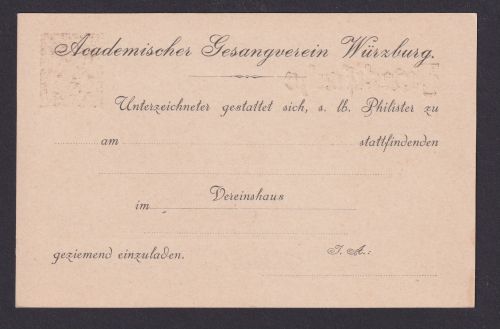 Academischer Gesangverein Würzburg.
Unterzeichneter gestattet sich, s. lb. Philister zu
am stattfindenden
im Vereinshaus
geziemend einzuladen. J. A.: